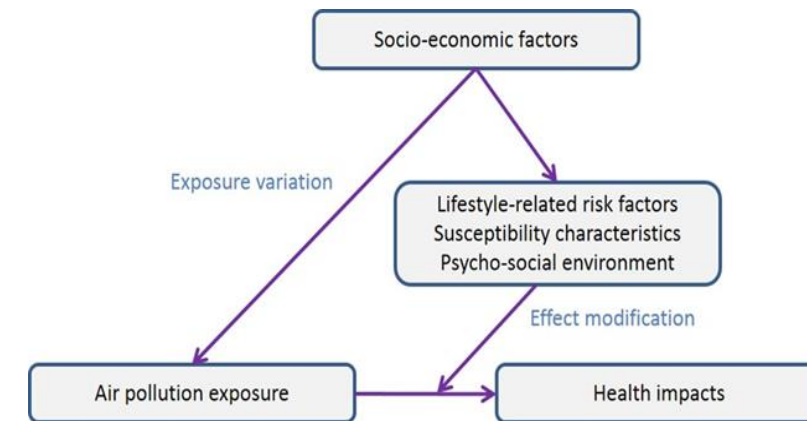 Socio-economic factors
Exposure variation
Lifestyle-related risk factors
Susceptibility characteristics
Psycho-social environment
Effect modification
Air pollution exposure
Health impacts